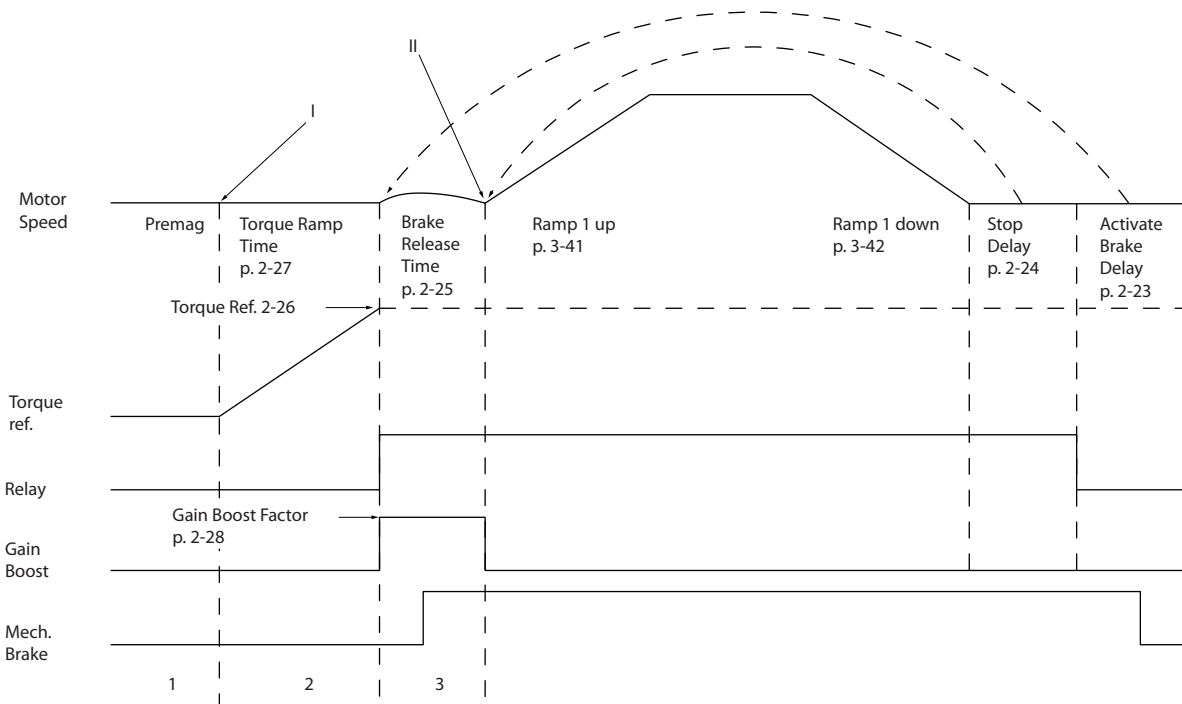 II
I
Motor
Speed
Premag
Torque Ramp
Time
p. 2-27
Brake
Release
Time
p. 2-25
Ramp 1 up
p. 3-41
Ramp 1 down
p. 3-42
Stop
Delay
p. 2-24
Activate
Brake
Delay
p. 2-23
Torque Ref. 2-26
Torque
ref.
Relay
Gain Boost Factor
p. 2-28
Gain
Boost
Mech.
Brake
1
2
3